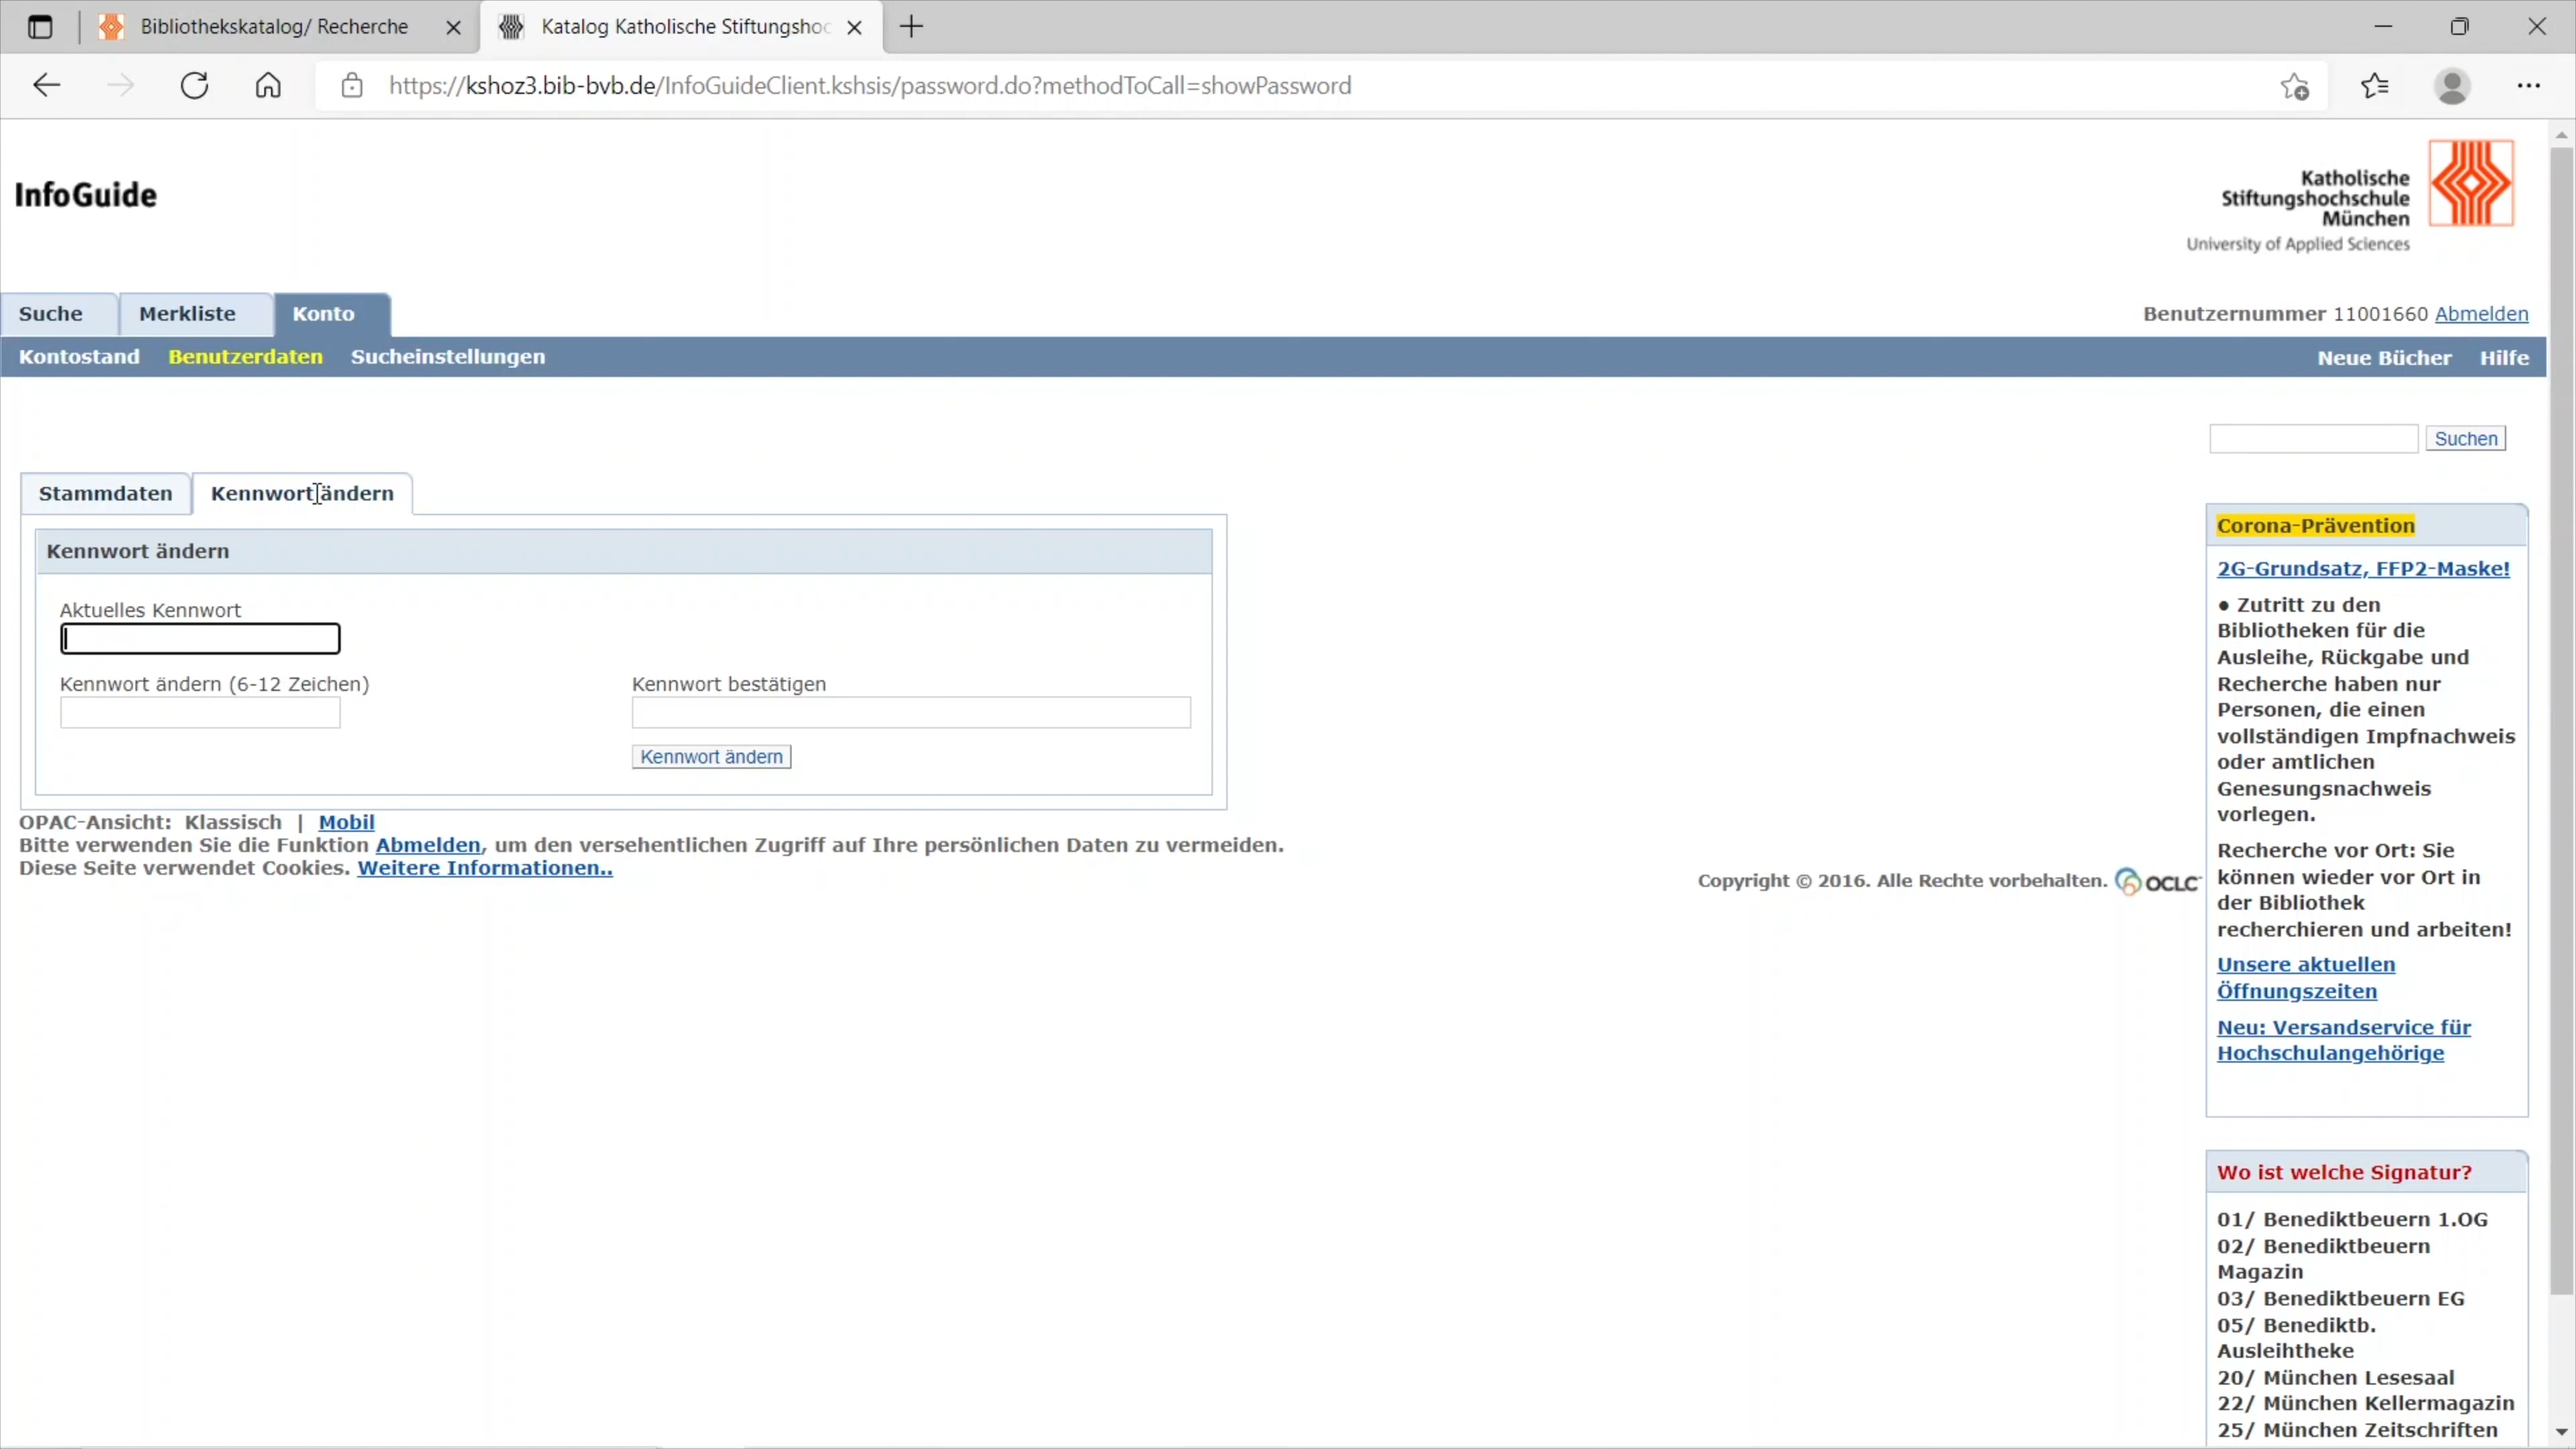 Bibliothekskatalog/ Recherche
Katalog Katholische Stiftungshoc
https://kshoz3.bib-bvb.de/InfoGuideClient.kshsis/password.do?methodToCall=showPassword
InfoGuide
Katholische
Stiftungshochschule
München
University of Applied Sciences
Suche Merkliste Konto
Benutzernummer 11001660 Abmelden
Kontostand Benutzerdaten Sucheinstellungen
Neue Bücher Hilfe
Suchen
Stammdaten Kennwort ändern
Kennwort ändern
Aktuelles Kennwort
Kennwort ändern (6-12 Zeichen)
Kennwort bestätigen
Kennwort ändern
OPAC-Ansicht: Klassisch | Mobil
Bitte verwenden Sie die Funktion Abmelden, um den versehentlichen Zugriff auf Ihre persönlichen Daten zu vermeiden.
Diese Seite verwendet Cookies. Weitere Informationen..
Copyright © 2016. Alle Rechte vorbehalten. OCLC
Corona-Prävention
2G-Grundsatz, FFP2-Maske!
● Zutritt zu den
Bibliotheken für die
Ausleihe, Rückgabe und
Recherche haben nur
Personen, die einen
vollständigen Impfnachweis
oder amtlichen
Genesungsnachweis
vorlegen.
Recherche vor Ort: Sie
können wieder vor Ort in
der Bibliothek
recherchieren und arbeiten!
Unsere aktuellen
Öffnungszeiten
Neu: Versandservice für
Hochschulangehörige
Wo ist welche Signatur?
01/ Benediktbeuern 1.OG
02/ Benediktbeuern
Magazin
03/ Benediktbeuern EG
05/ Benediktb.
Ausleihtheke
20/ München Lesesaal
22/ München Kellermagazin
25/ München Zeitschriften